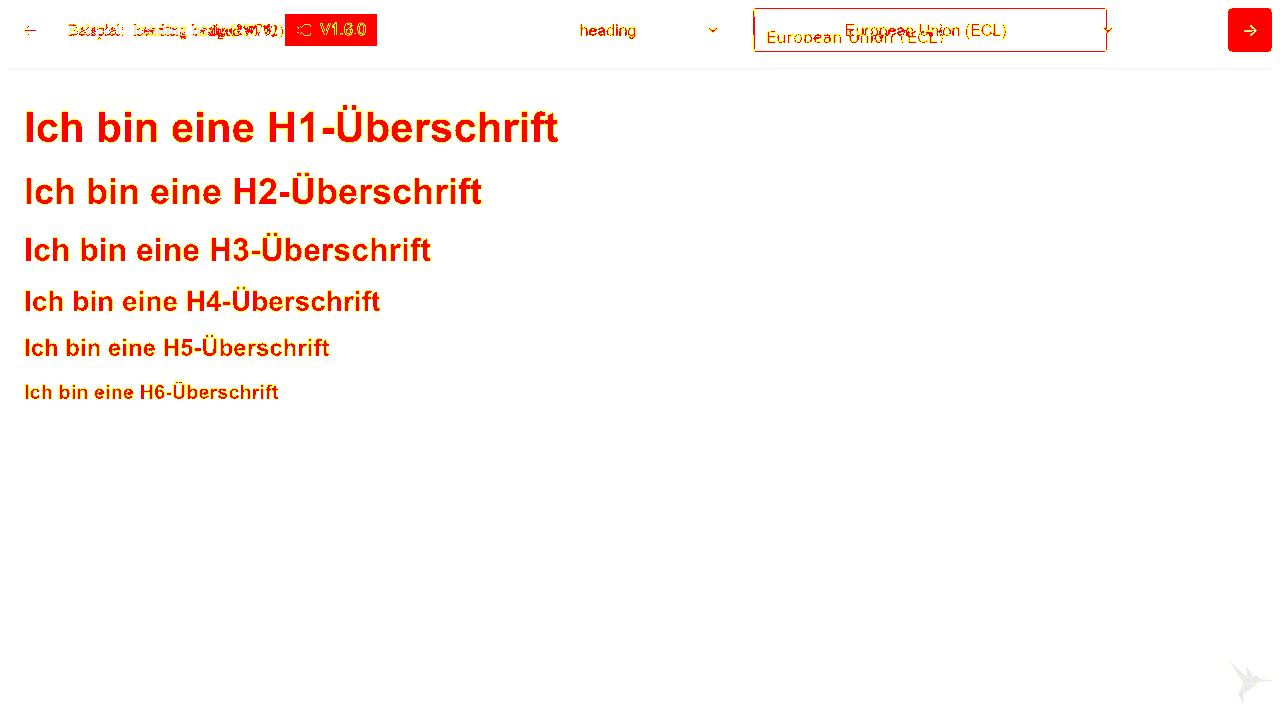 Beispiel: heading V1.6.0 heading European Union (ECL)
European Union (ECL)
Ich bin eine H1-Überschrift
Ich bin eine H2-Überschrift
Ich bin eine H3-Überschrift
Ich bin eine H4-Überschrift
Ich bin eine H5-Überschrift
Ich bin eine H6-Überschrift